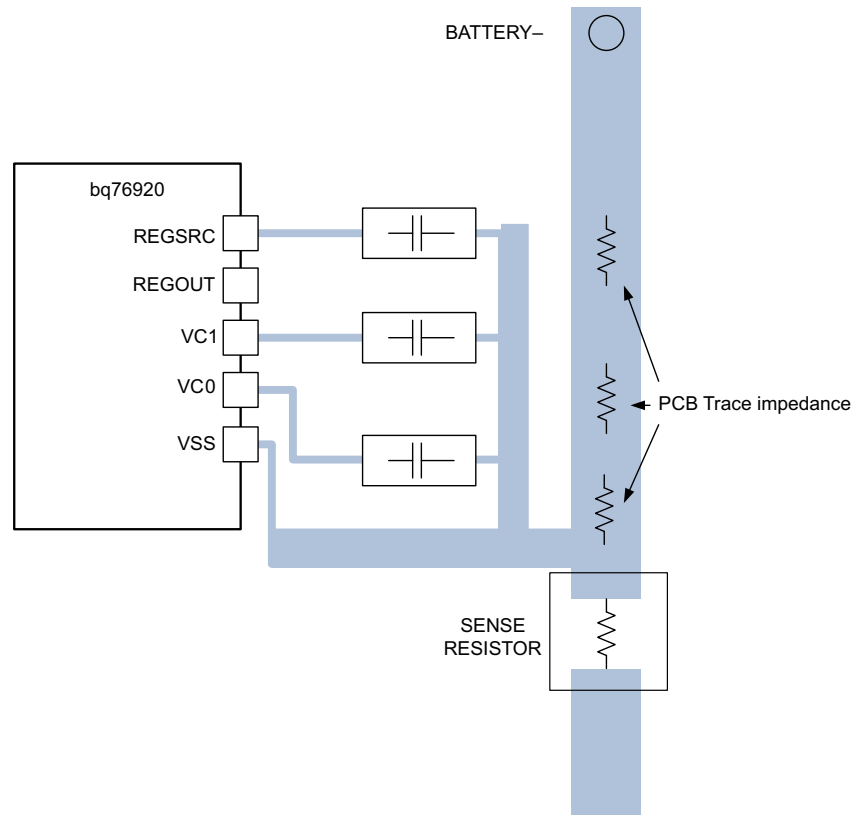 BATTERY–
bq76920
REGSRC
REGOUT
VC1
VC0
VSS
PCB Trace impedance
SENSE
RESISTOR